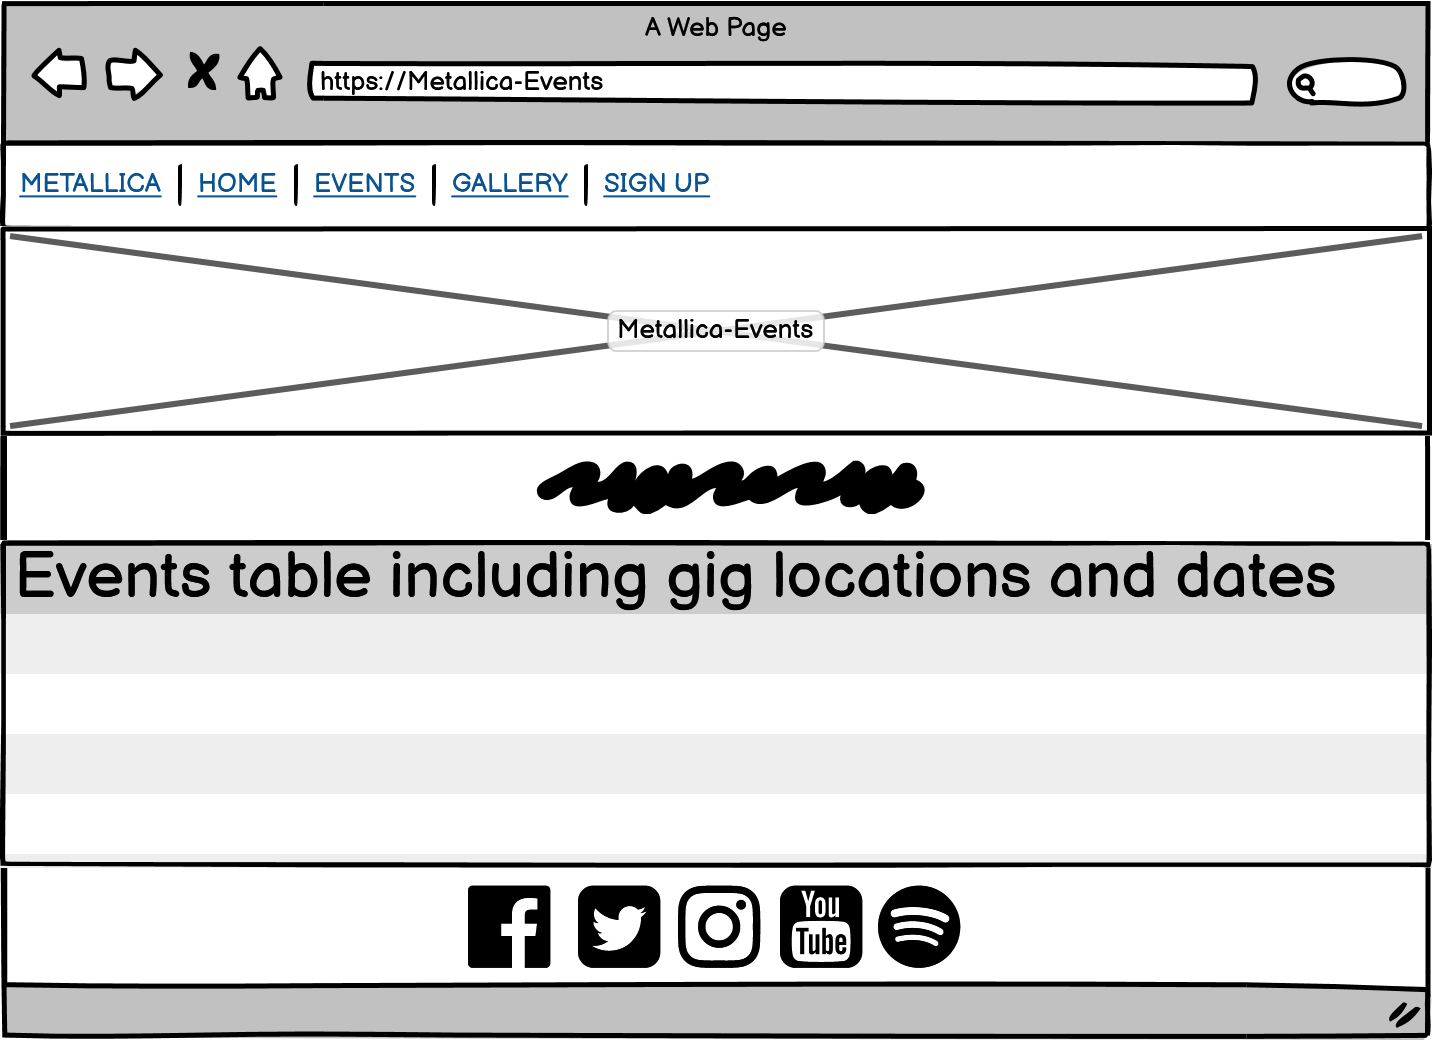 A Web Page
https://Metallica-Events
METALLICA | HOME | EVENTS | GALLERY | SIGN UP
Metallica-Events
Events table including gig locations and dates
You
Tube